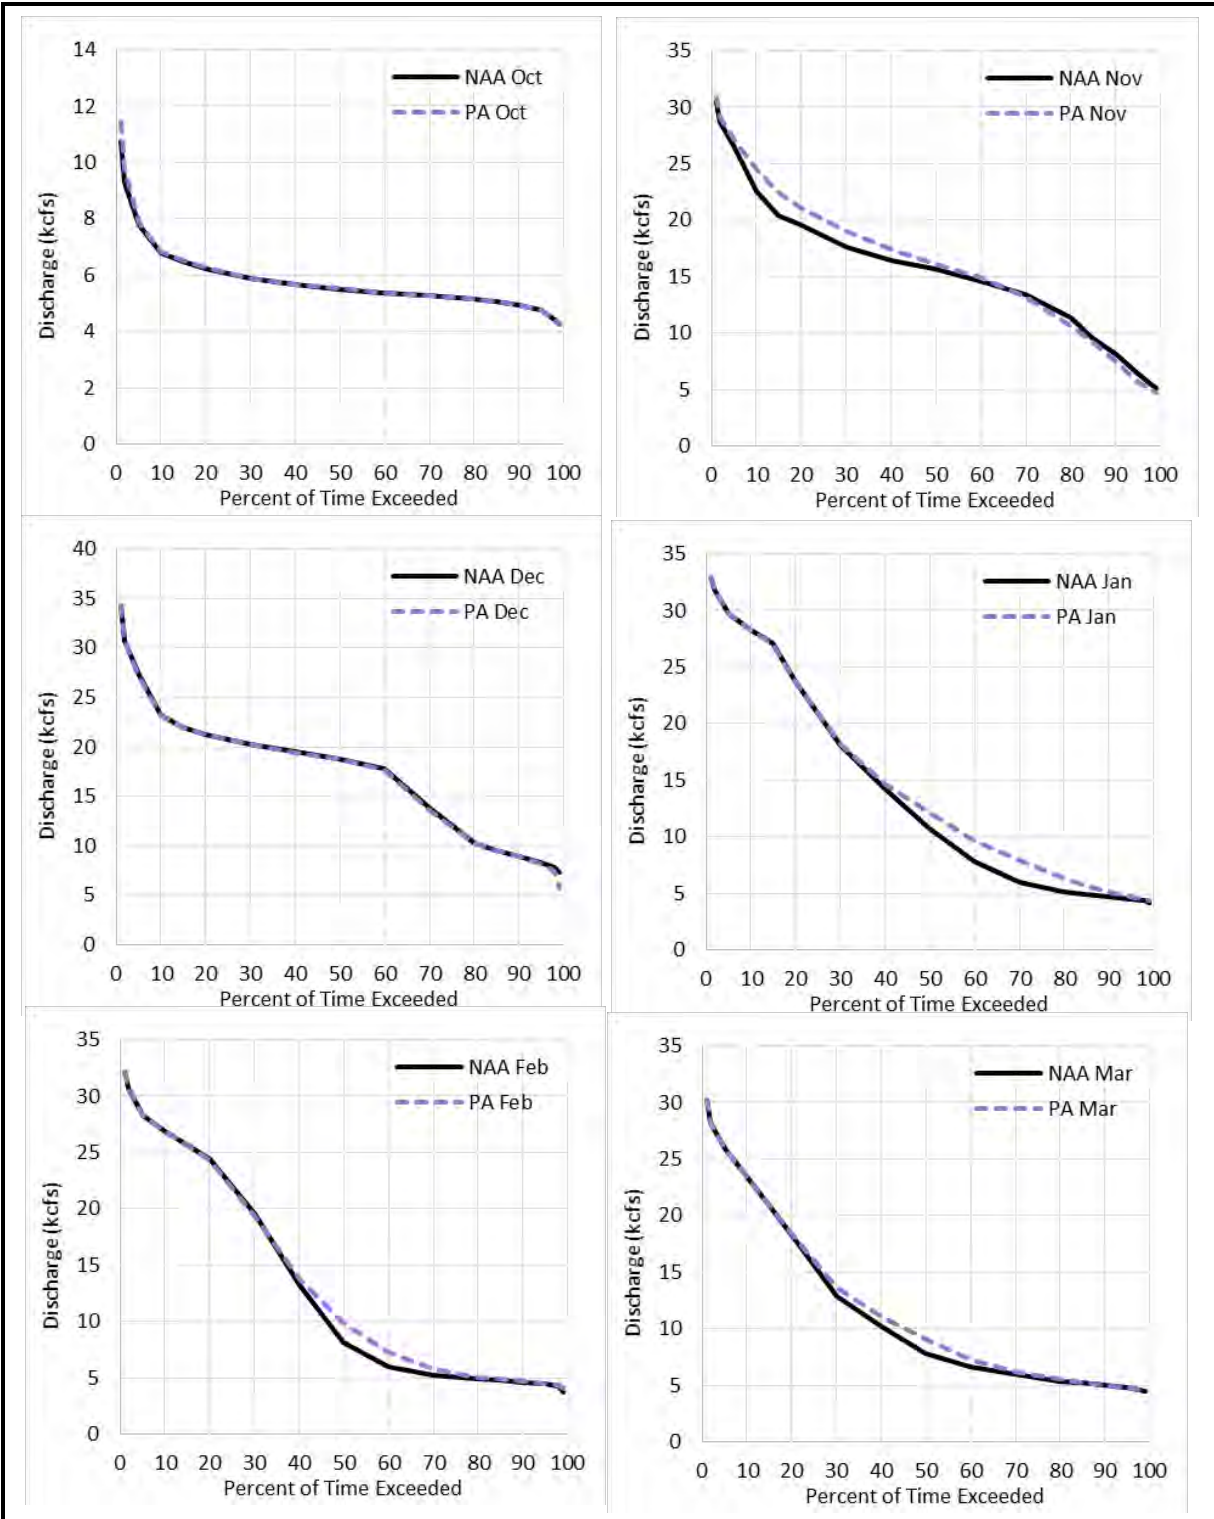 14
12
10
8
6
4
2
0
Discharge (kcfs)
NAA Oct
PA Oct
0 10 20 30 40 50 60 70 80 90 100
Percent of Time Exceeded
35
30
25
20
15
10
5
0
Discharge (kcfs)
NAA Nov
PA Nov
0 10 20 30 40 50 60 70 80 90 100
Percent of Time Exceeded
40
35
30
25
20
15
10
5
0
Discharge (kcfs)
NAA Dec
PA Dec
0 10 20 30 40 50 60 70 80 90 100
Percent of Time Exceeded
35
30
25
20
15
10
5
0
Discharge (kcfs)
NAA Jan
PA Jan
0 10 20 30 40 50 60 70 80 90 100
Percent of Time Exceeded
35
30
25
20
15
10
5
0
Discharge (kcfs)
NAA Feb
PA Feb
0 10 20 30 40 50 60 70 80 90 100
Percent of Time Exceeded
35
30
25
20
15
10
5
0
Discharge (kcfs)
NAA Mar
PA Mar
0 10 20 30 40 50 60 70 80 90 100
Percent of Time Exceeded